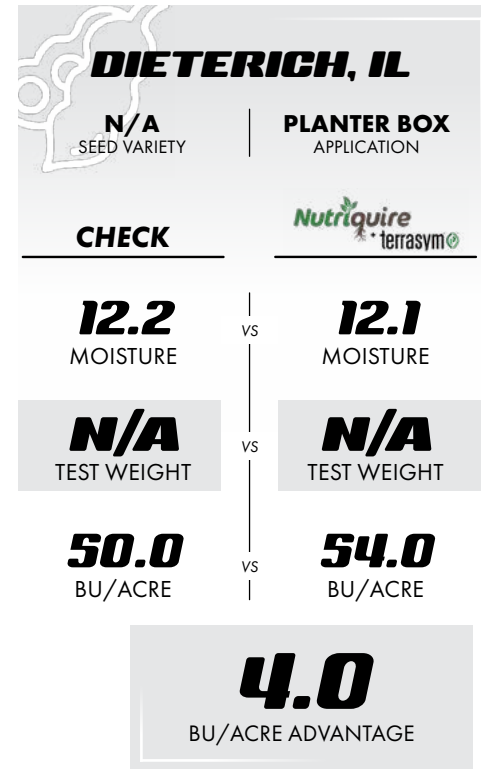 DIETERICH, IL
N/A
SEED VARIETY
PLANTER BOX
APPLICATION
CHECK
Nutriquire
+ terrasym
12.2
MOISTURE
vs
12.1
MOISTURE
N/A
TEST WEIGHT
vs
N/A
TEST WEIGHT
50.0
BU/ACRE
vs
54.0
BU/ACRE
4.0
BU/ACRE ADVANTAGE